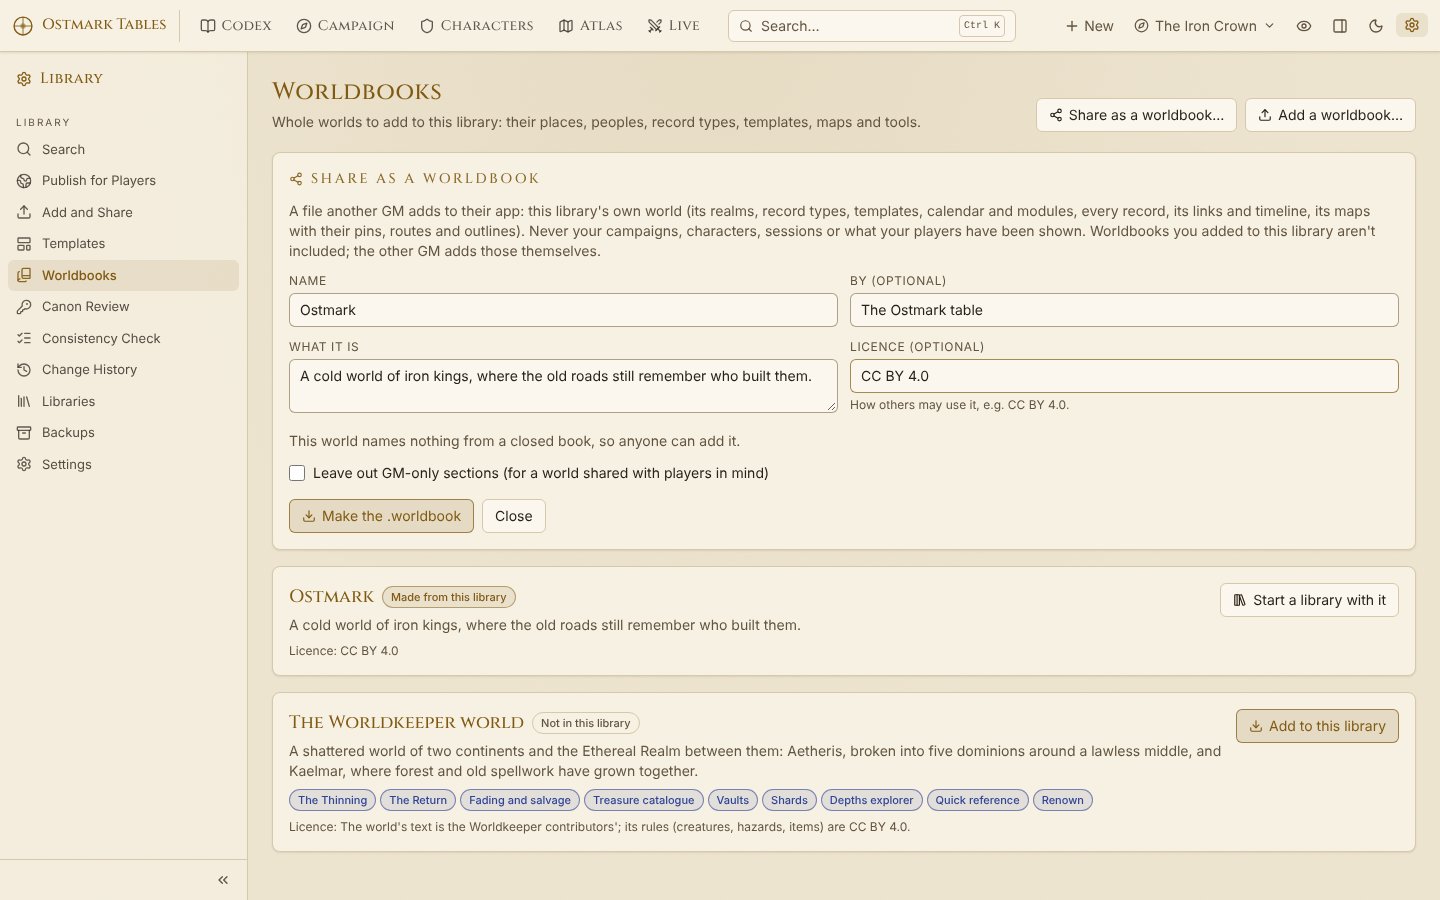 Ostmark Tables
Codex
Campaign
Characters
Atlas
Live
Search...
Ctrl K
New
The Iron Crown
Library
LIBRARY
Search
Publish for Players
Add and Share
Templates
Worldbooks
Canon Review
Consistency Check
Change History
Libraries
Backups
Settings
Worldbooks
Whole worlds to add to this library: their places, peoples, record types, templates, maps and tools.
Share as a worldbook...
Add a worldbook...
SHARE AS A WORLDBOOK
A file another GM adds to their app: this library's own world (its realms, record types, templates, calendar and modules, every record, its links and timeline, its maps
with their pins, routes and outlines). Never your campaigns, characters, sessions or what your players have been shown. Worldbooks you added to this library aren't
included; the other GM adds those themselves.
NAME
Ostmark
BY (OPTIONAL)
The Ostmark table
WHAT IT IS
A cold world of iron kings, where the old roads still remember who built them.
LICENCE (OPTIONAL)
CC BY 4.0
How others may use it, e.g. CC BY 4.0.
This world names nothing from a closed book, so anyone can add it.
Leave out GM-only sections (for a world shared with players in mind)
Make the .worldbook
Close
Ostmark
Made from this library
Start a library with it
A cold world of iron kings, where the old roads still remember who built them.
Licence: CC BY 4.0
The Worldkeeper world
Not in this library
Add to this library
A shattered world of two continents and the Ethereal Realm between them: Aetheris, broken into five dominions around a lawless middle, and
Kaelmar, where forest and old spellwork have grown together.
The Thinning
The Return
Fading and salvage
Treasure catalogue
Vaults
Shards
Depths explorer
Quick reference
Renown
Licence: The world's text is the Worldkeeper contributors'; its rules (creatures, hazards, items) are CC BY 4.0.